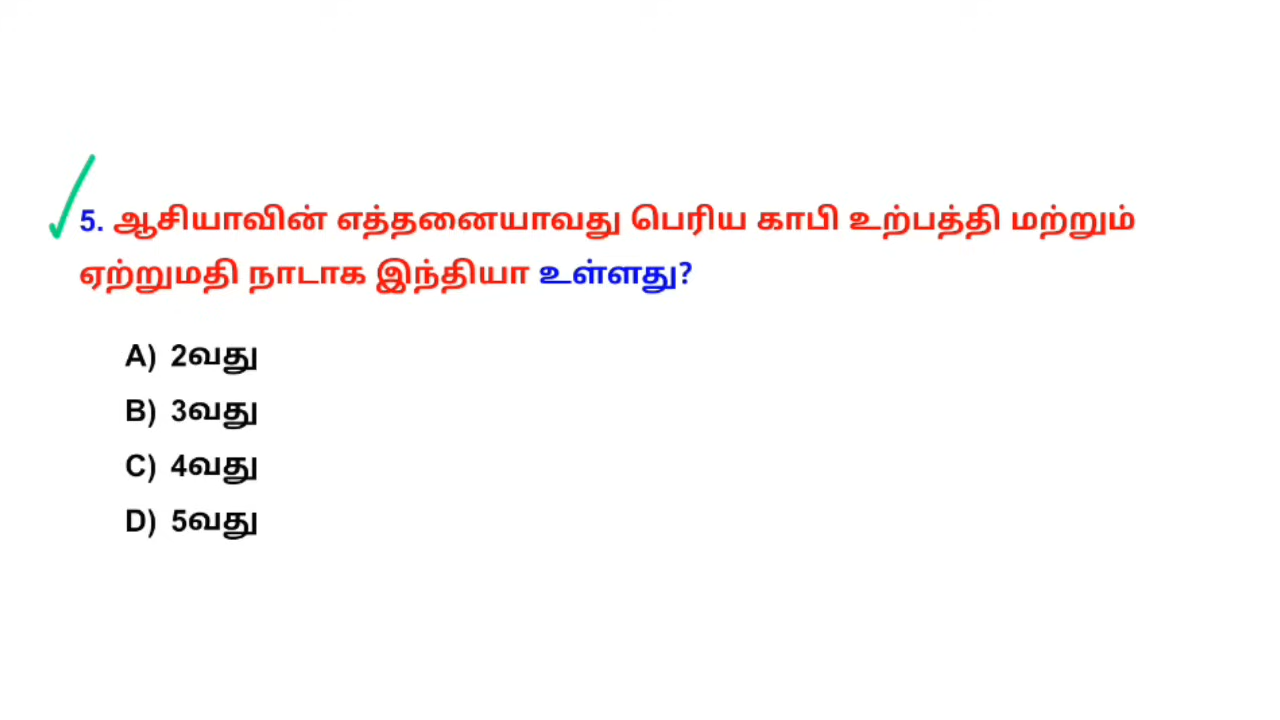 5. ஆசியாவின் எத்தனையாவது பெரிய காபி உற்பத்தி மற்றும்
ஏற்றுமதி நாடாக இந்தியா உள்ளது?
A) 2வது
B) 3வது
C) 4வது
D) 5வது